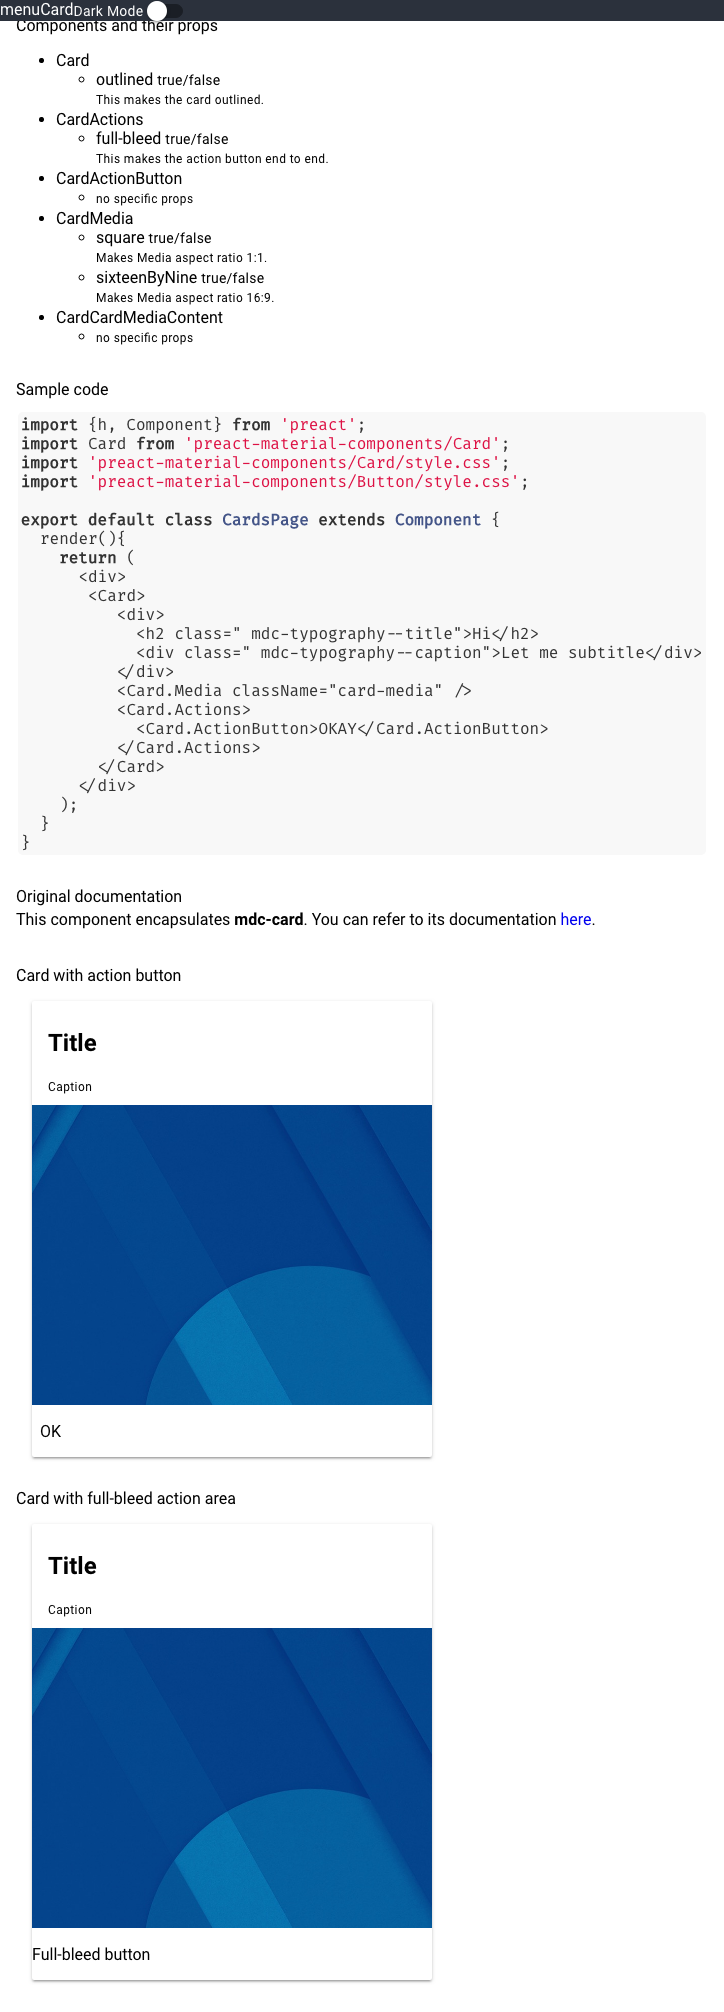 menuCardDark Mode
Components and their props
Card
outlined true/false
This makes the card outlined.
CardActions
full-bleed true/false
This makes the action button end to end.
CardActionButton
no specific props
CardMedia
square true/false
Makes Media aspect ratio 1:1.
sixteenByNine true/false
Makes Media aspect ratio 16:9.
CardCardMediaContent
no specific props
Sample code
import {h, Component} from 'preact';
import Card from 'preact-material-components/Card';
import 'preact-material-components/Card/style.css';
import 'preact-material-components/Button/style.css';
export default class CardsPage extends Component {
render(){
return (
<div>
<Card>
<div>
<h2 class=" mdc-typography--title">Hi</h2>
<div class=" mdc-typography--caption">Let me subtitle</div>
</div>
<Card.Media className="card-media" />
<Card.Actions>
<Card.ActionButton>OKAY</Card.ActionButton>
</Card.Actions>
</Card>
</div>
);
}
}
Original documentation
This component encapsulates mdc-card. You can refer to its documentation here.
Card with action button
Title
Caption
OK
Card with full-bleed action area
Title
Caption
Full-bleed button